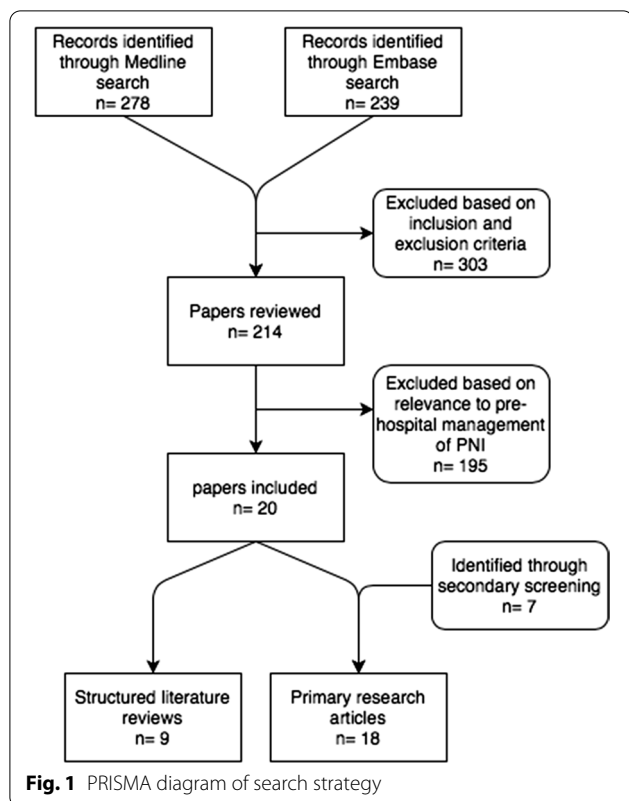 Records identified
through Medline
search
n= 278
Records identified
through Embase
search
n= 239
Excluded based on
inclusion and
exclusion criteria
n= 303
Papers reviewed
n= 214
Excluded based on
relevance to pre-
hospital management
of PNI
n= 195
papers included
n= 20
Identified through
secondary screening
n= 7
Structured literature
reviews
n= 9
Primary research
articles
n= 18
Fig. 1 PRISMA diagram of search strategy